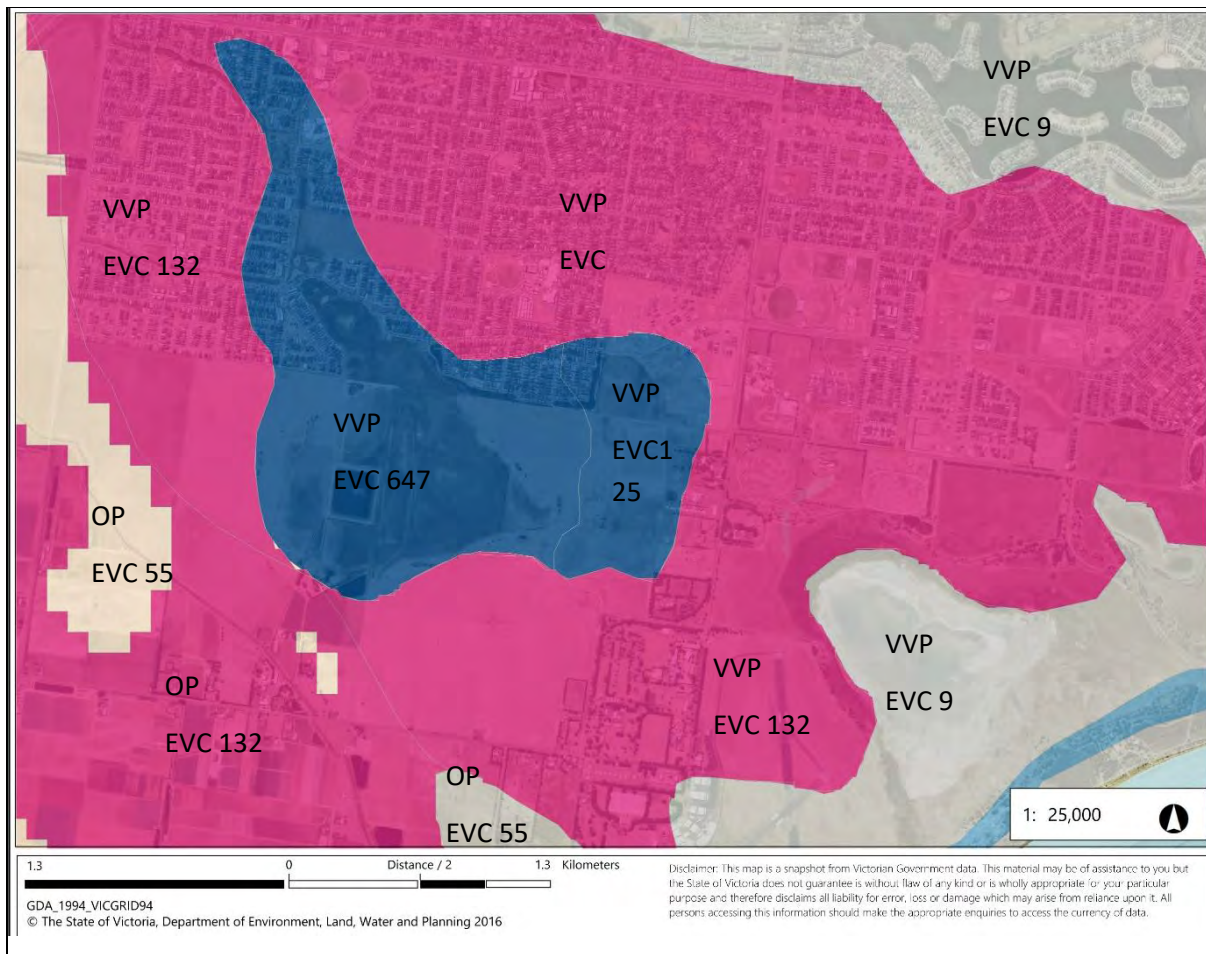 VVP
EVC 9
VVP
EVC 132
VVP
EVC
VVP
EVC 647
VVP
EVC1
25
OP
EVC 55
OP
EVC 132
VVP
EVC 132
VVP
EVC 9
OP
EVC 55
1: 25,000
1.3
0
Distance / 2
1.3
Kilometers
GDA_1994_VICGRID94
© The State of Victoria, Department of Environment, Land, Water and Planning 2016
Disclaimer: This map is a snapshot from Victorian Government data. This material may be of assistance to you but
the State of Victoria does not guarantee is without flaw of any kind or is wholly appropriate for your particular
purpose and therefore disclaims all liability for error, loss or damage which may arise from reliance upon it. All
persons accessing this information should make the appropriate enquiries to access the currency of data.